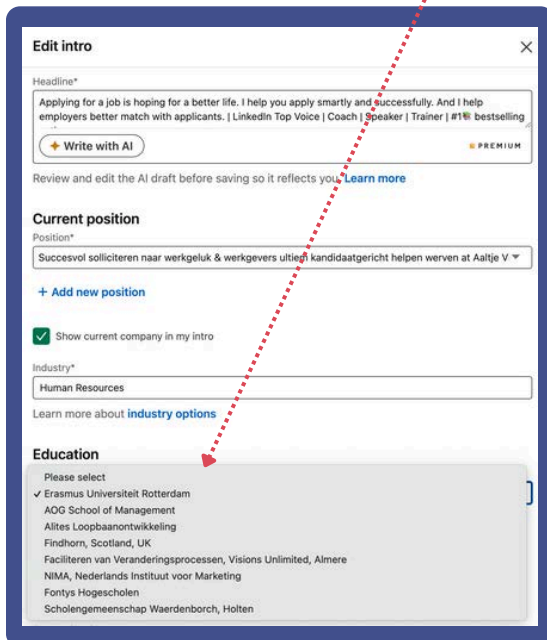 Edit intro
Headline*
Applying for a job is hoping for a better life. I help you apply smartly and successfully. And I help
employers better match with applicants. | LinkedIn Top Voice | Coach | Speaker | Trainer | #1 bestselling
Write with AI
PREMIUM
Review and edit the AI draft before saving so it reflects you. Learn more
Current position
Position*
Succesvol solliciteren naar werkgeluk & werkgevers ultiem kandidaatgericht helpen werven at Aaltje V
+ Add new position
Show current company in my intro
Industry*
Human Resources
Learn more about industry options
Education
Please select
✓ Erasmus Universiteit Rotterdam
AOG School of Management
Alites Loopbaanontwikkeling
Findhorn, Scotland, UK
Faciliteren van Veranderingsprocessen, Visions Unlimited, Almere
NIMA, Nederlands Instituut voor Marketing
Fontys Hogescholen
Scholengemeenschap Waerdenborch, Holten